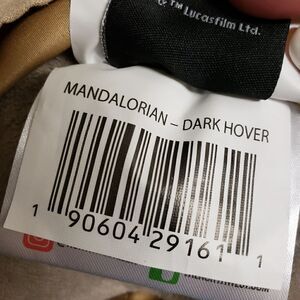 & ™ Lucasfilm Ltd.
MANDALORIAN – DARK HOVER
1 90604 29161 1